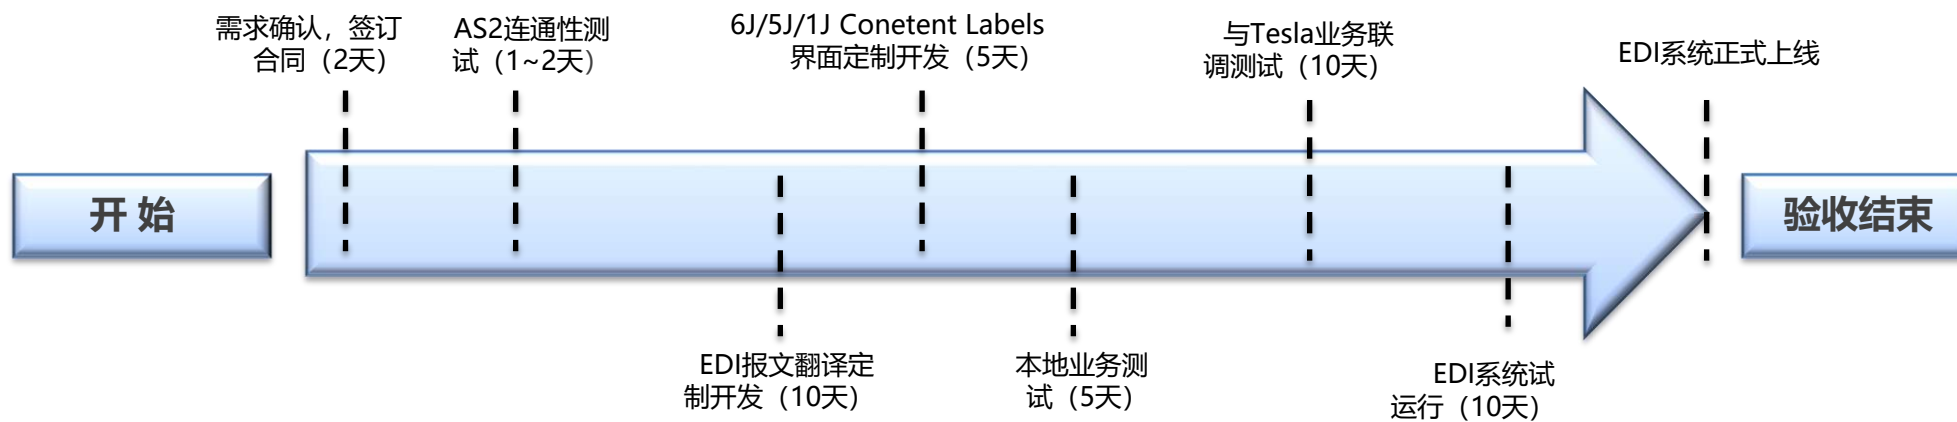 开 始
需求确认，签订
合同（2天）
AS2连通性测
试（1~2天）
EDI报文翻译定
制开发（10天）
6J/5J/1J Conetent Labels
界面定制开发（5天）
本地业务测
试（5天）
与Tesla业务联
调测试（10天）
EDI系统试
运行（10天）
EDI系统正式上线
验收结束